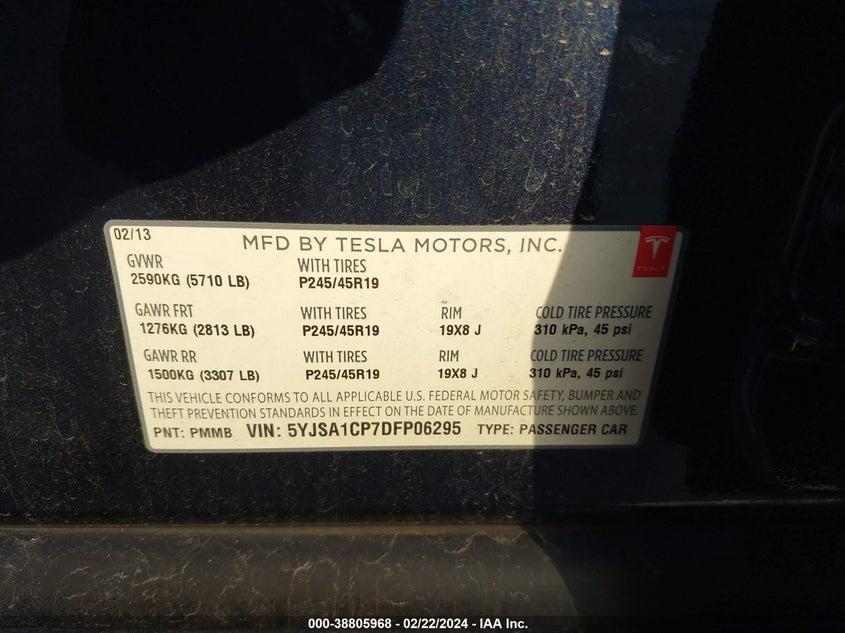 02/13
MFD BY TESLA MOTORS, INC.
TESLA
GVWR WITH TIRES
2590KG (5710 LB) P245/45R19
GAWR FRT WITH TIRES RIM COLD TIRE PRESSURE
1276KG (2813 LB) P245/45R19 19X8 J 310 kPa, 45 psi
GAWR RR WITH TIRES RIM COLD TIRE PRESSURE
1500KG (3307 LB) P245/45R19 19X8 J 310 kPa, 45 psi
THIS VEHICLE CONFORMS TO ALL APPLICABLE U.S. FEDERAL MOTOR SAFETY, BUMPER AND
THEFT PREVENTION STANDARDS IN EFFECT ON THE DATE OF MANUFACTURE SHOWN ABOVE.
PNT: PMMB VIN: 5YJSA1CP7DFP06295 TYPE: PASSENGER CAR
000-38805968 - 02/22/2024 - IAA Inc.